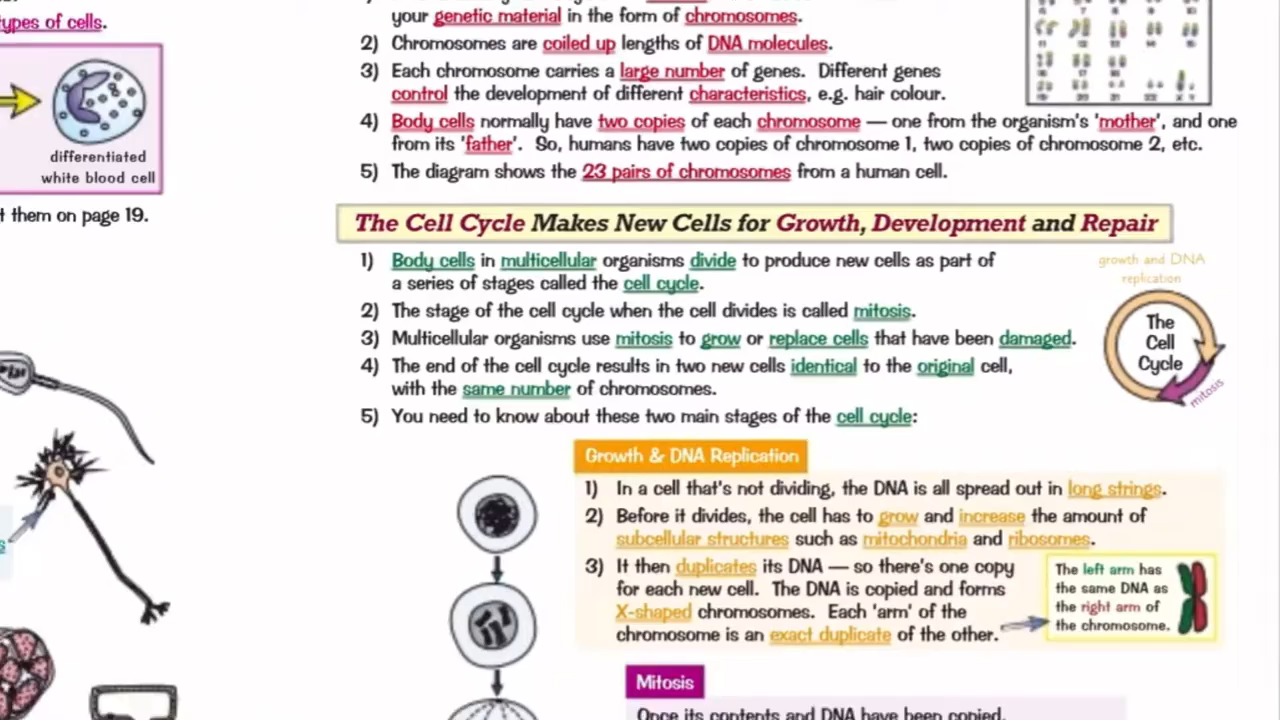 types of cells.
differentiated
white blood cell
t them on page 19.
your genetic material in the form of chromosomes.
2) Chromosomes are coiled up lengths of DNA molecules.
3) Each chromosome carries a large number of genes. Different genes
control the development of different characteristics, e.g. hair colour.
4) Body cells normally have two copies of each chromosome — one from the organism's 'mother', and one
from its 'father'. So, humans have two copies of chromosome 1, two copies of chromosome 2, etc.
5) The diagram shows the 23 pairs of chromosomes from a human cell.
The Cell Cycle Makes New Cells for Growth, Development and Repair
1) Body cells in multicellular organisms divide to produce new cells as part of
a series of stages called the cell cycle.
2) The stage of the cell cycle when the cell divides is called mitosis.
3) Multicellular organisms use mitosis to grow or replace cells that have been damaged.
4) The end of the cell cycle results in two new cells identical to the original cell,
with the same number of chromosomes.
5) You need to know about these two main stages of the cell cycle:
growth and DNA
replication
The
Cell
Cycle
mitosis
Growth & DNA Replication
1) In a cell that's not dividing, the DNA is all spread out in long strings.
2) Before it divides, the cell has to grow and increase the amount of
subcellular structures such as mitochondria and ribosomes.
3) It then duplicates its DNA — so there's one copy
for each new cell. The DNA is copied and forms
X-shaped chromosomes. Each 'arm' of the
chromosome is an exact duplicate of the other.
The left arm has
the same DNA as
the right arm of
the chromosome.
Mitosis
Once its contents and DNA have been copied,